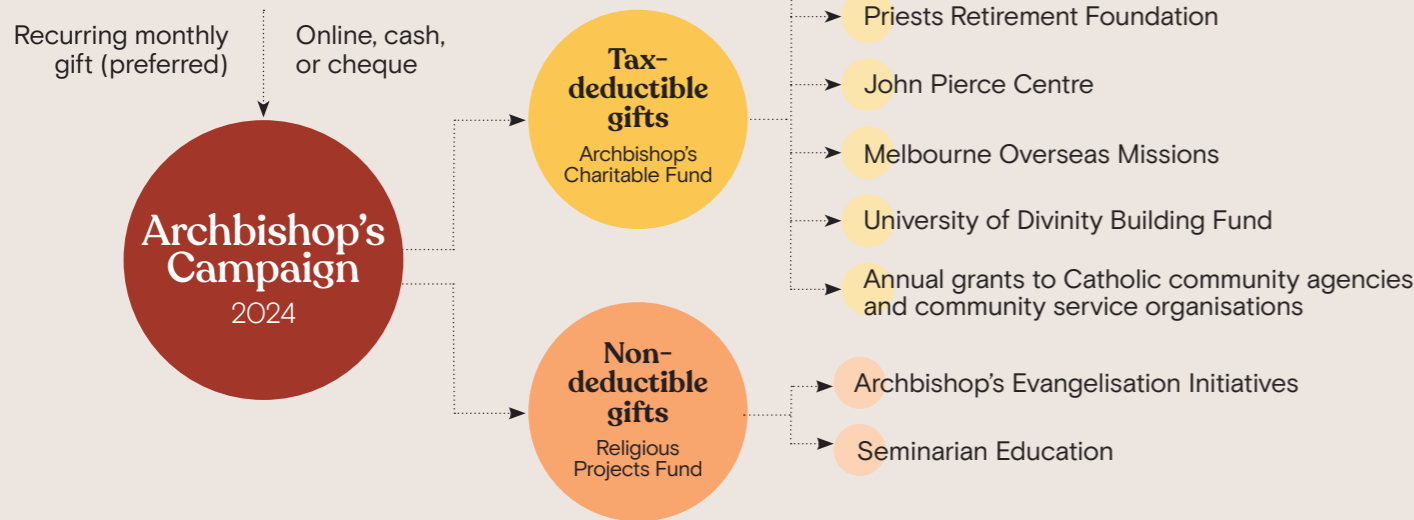 Recurring monthly
gift (preferred)
Online, cash,
or cheque
Archbishop's
Campaign
2024
Tax-
deductible
gifts
Archbishop's
Charitable Fund
Non-
deductible
gifts
Religious
Projects Fund
Priests Retirement Foundation
John Pierce Centre
Melbourne Overseas Missions
University of Divinity Building Fund
Annual grants to Catholic community agencies
and community service organisations
Archbishop's Evangelisation Initiatives
Seminarian Education